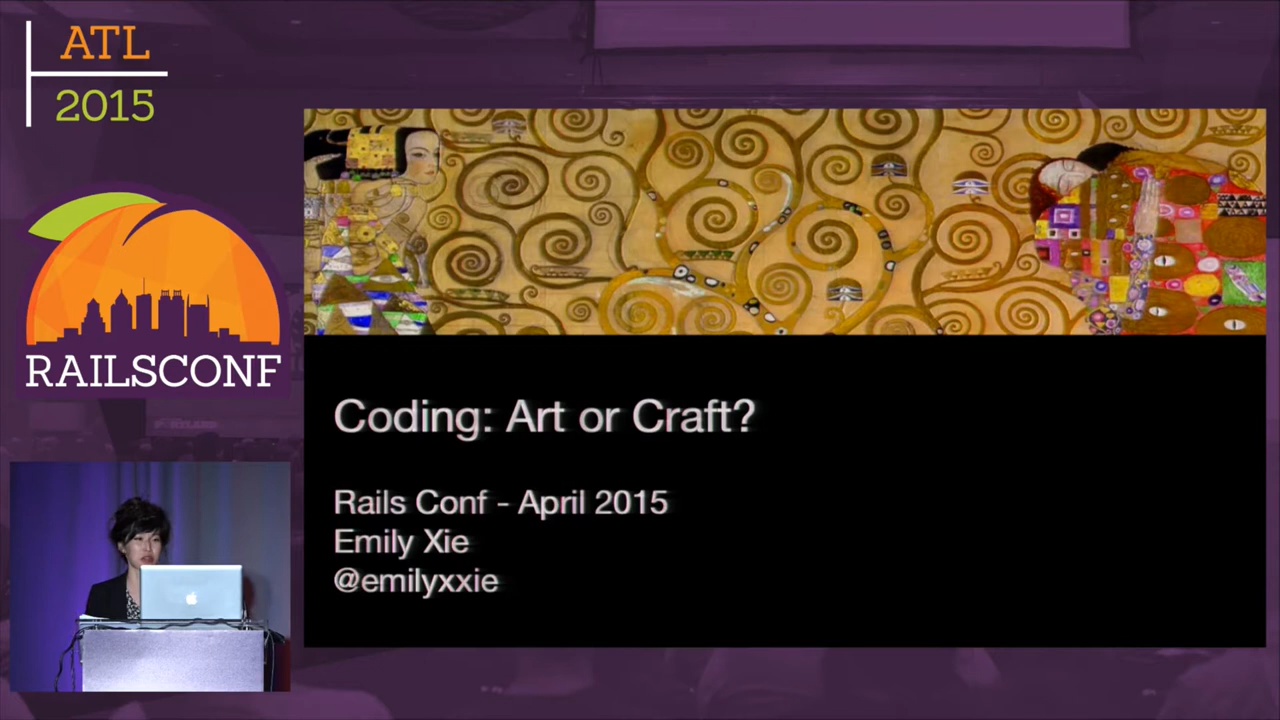 ATL
2015
RAILSCONF
Coding: Art or Craft?
Rails Conf - April 2015
Emily Xie
@emilyxxie